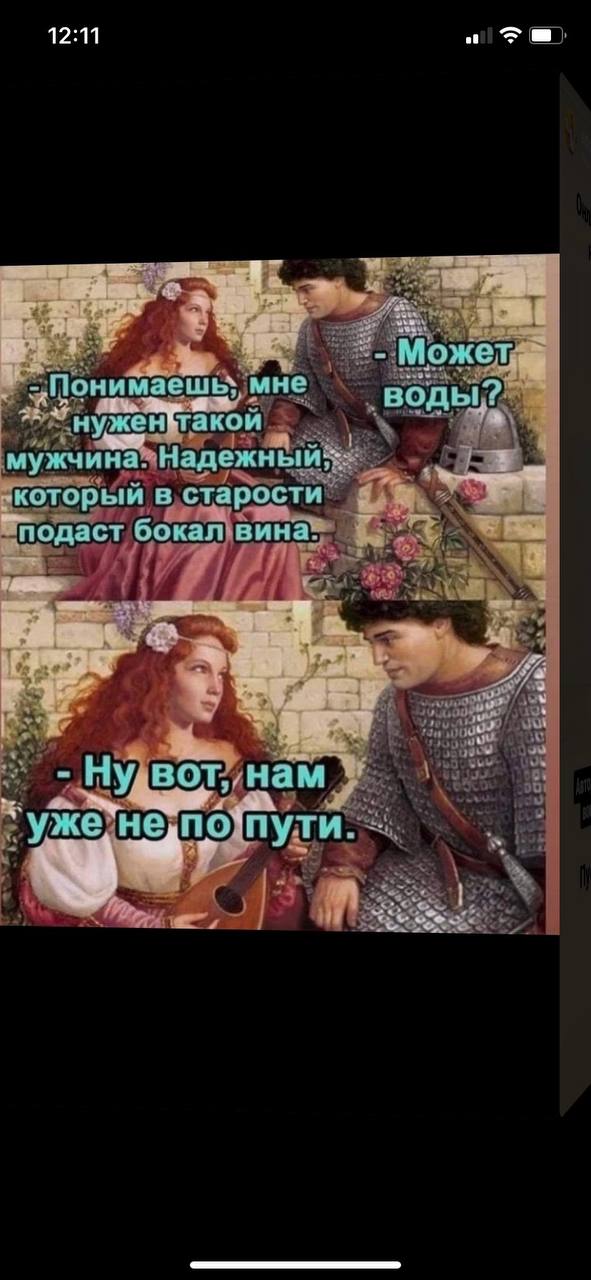 12:11
- Понимаешь, мне
нужен такой
мужчина. Надежный,
который в старости
подаст бокал вина.
- Может
воды?
- Ну вот, нам
уже не по пути.